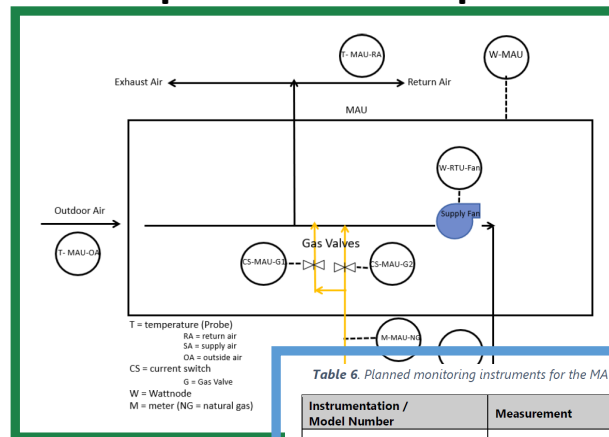 T- MAU-RA
W-MAU
Exhaust Air
Return Air
MAU
W-RTU-Fan
Outdoor Air
Supply Fan
T- MAU-OA
Gas Valves
CS-MAU-G1
CS-MAU-G2
T = temperature (Probe)
RA = return air
SA = supply air
OA = outside air
CS = current switch
G = Gas Valve
W = Wattnode
M = meter (NG = natural gas)
M-MAU-NG
Table 6. Planned monitoring instruments for the MA
Instrumentation /
Model Number
Measurement